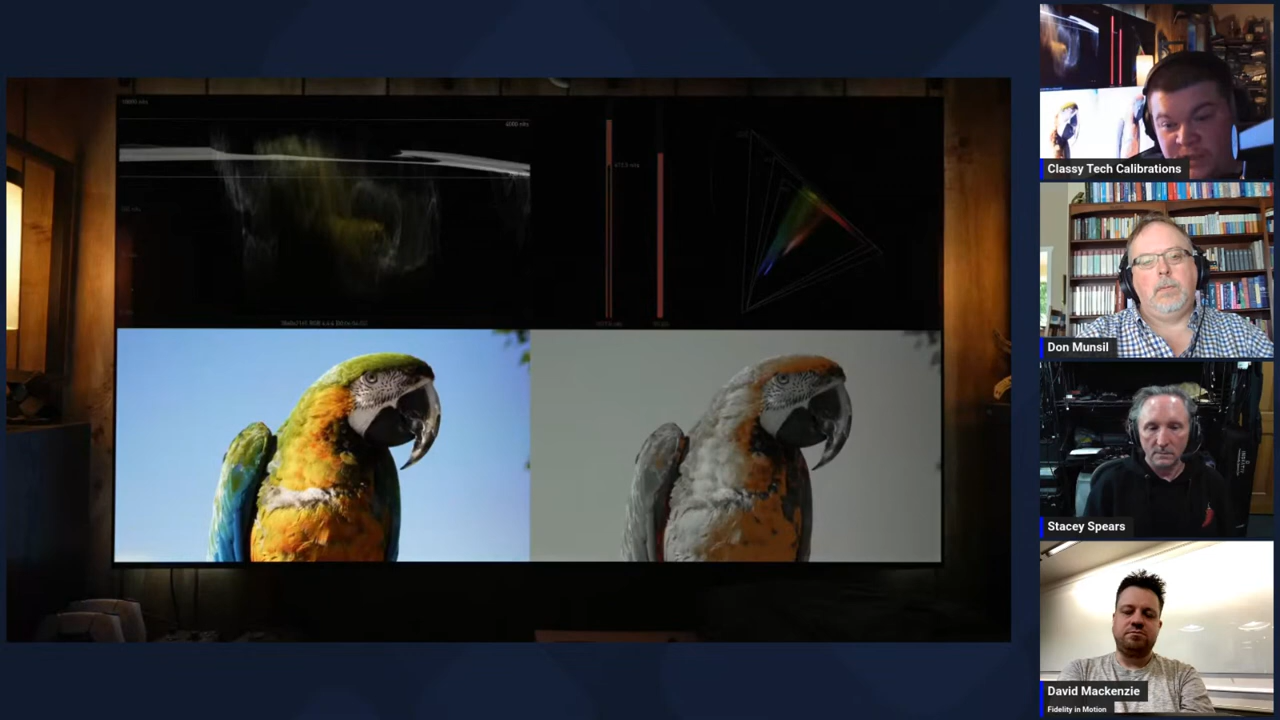 Classy Tech Calibrations
Don Munsil
Stacey Spears
David Mackenzie
Fidelity in Motion